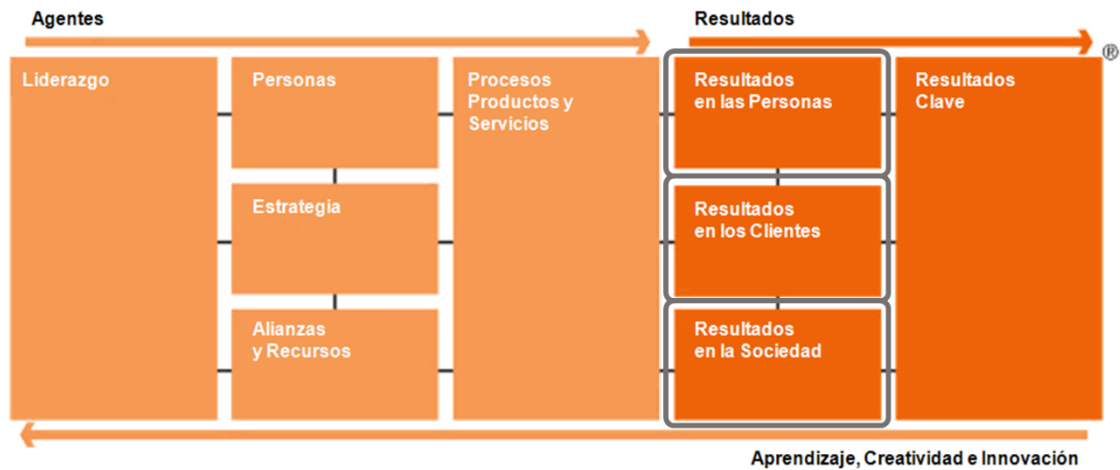 Agentes
Resultados
®
Liderazgo
Personas
Procesos
Productos y
Servicios
Resultados
en las Personas
Resultados
Clave
Estrategia
Resultados
en los Clientes
Alianzas
y Recursos
Resultados
en la Sociedad
Aprendizaje, Creatividad e Innovación